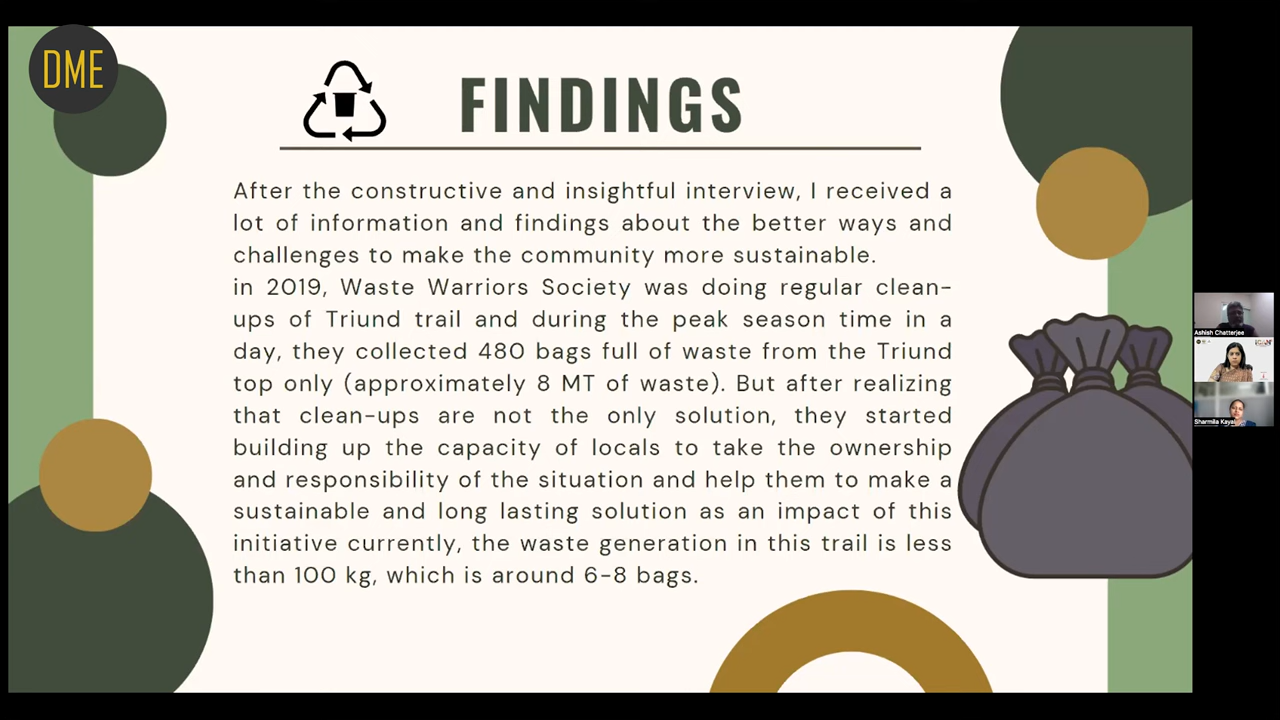 DME
FINDINGS
After the constructive and insightful interview, I received a
lot of information and findings about the better ways and
challenges to make the community more sustainable.
in 2019, Waste Warriors Society was doing regular clean-
ups of Triund trail and during the peak season time in a
day, they collected 480 bags full of waste from the Triund
top only (approximately 8 MT of waste). But after realizing
that clean-ups are not the only solution, they started
building up the capacity of locals to take the ownership
and responsibility of the situation and help them to make a
sustainable and long lasting solution as an impact of this
initiative currently, the waste generation in this trail is less
than 100 kg, which is around 6-8 bags.
Ashish Chatterjee
Sharmila Kayal